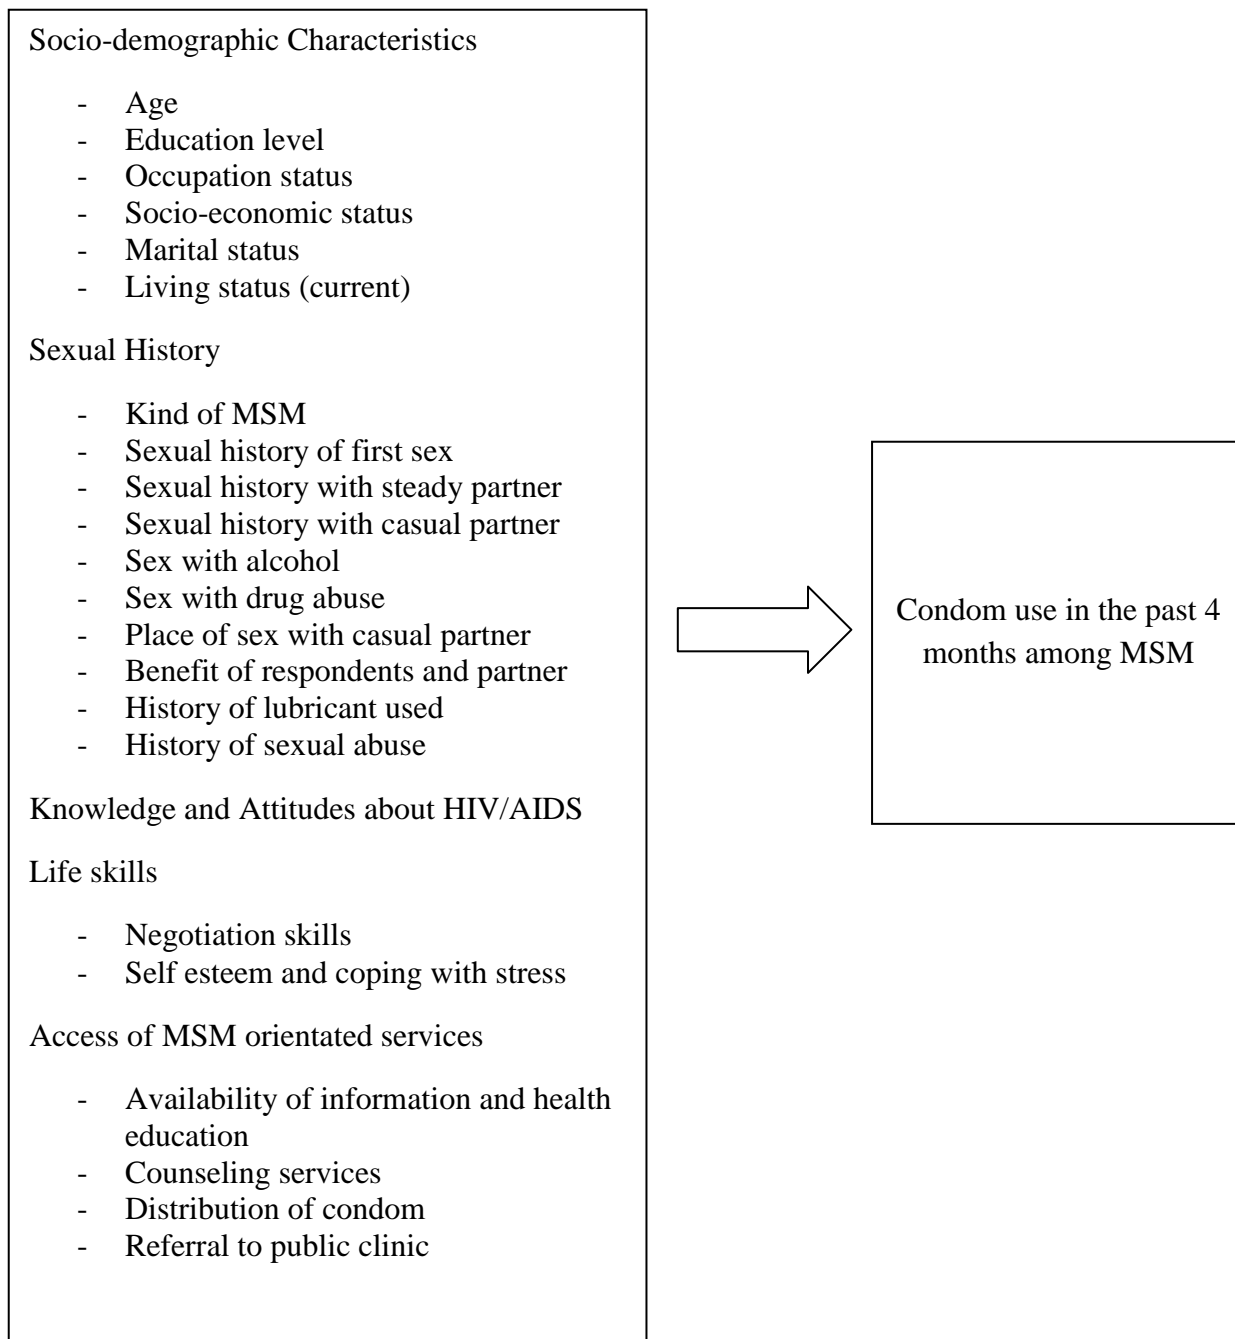 Socio-demographic Characteristics
- Age
- Education level
- Occupation status
- Socio-economic status
- Marital status
- Living status (current)
Sexual History
- Kind of MSM
- Sexual history of first sex
- Sexual history with steady partner
- Sexual history with casual partner
- Sex with alcohol
- Sex with drug abuse
- Place of sex with casual partner
- Benefit of respondents and partner
- History of lubricant used
- History of sexual abuse
Knowledge and Attitudes about HIV/AIDS
Life skills
- Negotiation skills
- Self esteem and coping with stress
Access of MSM orientated services
- Availability of information and health
education
- Counseling services
- Distribution of condom
- Referral to public clinic
Condom use in the past 4
months among MSM